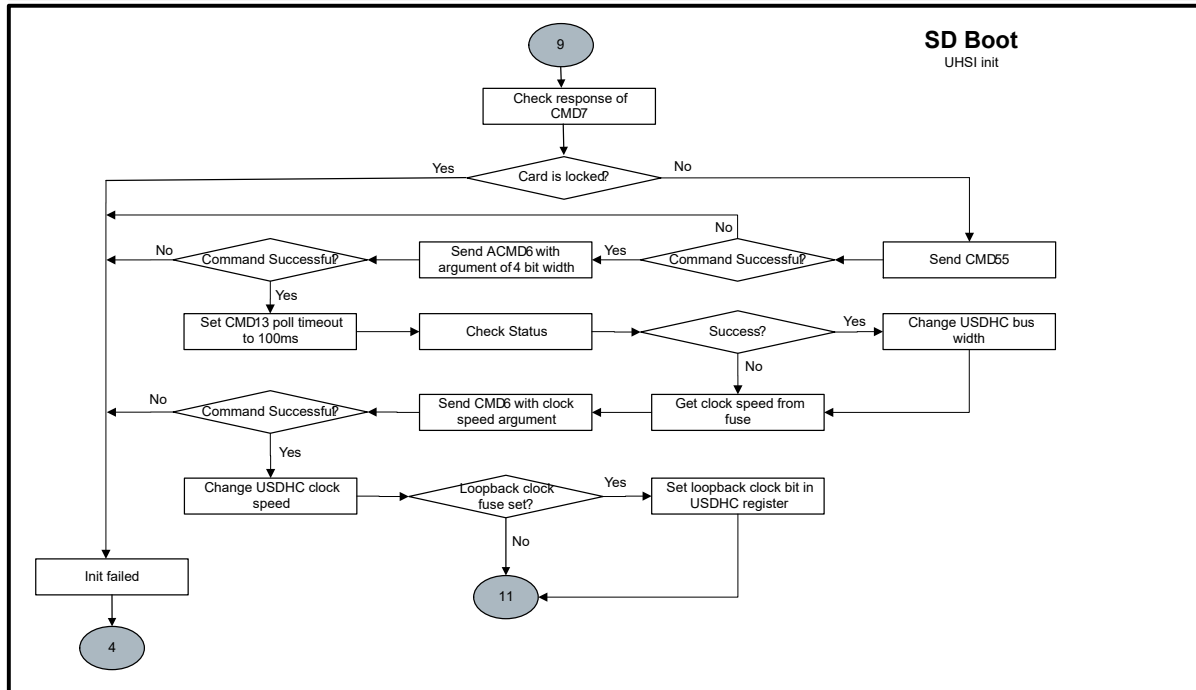 9
SD Boot
UHSI init
Check response of
CMD7
Yes
Card is locked?
No
No
No
Command Successful?
Send ACMD6 with
argument of 4 bit width
Yes
Command Successful?
Send CMD55
Yes
Set CMD13 poll timeout
to 100ms
Check Status
Success?
Yes
Change USDHC bus
width
No
No
Command Successful?
Send CMD6 with clock
speed argument
Get clock speed from
fuse
Yes
Change USDHC clock
speed
Loopback clock
fuse set?
Yes
Set loopback clock bit in
USDHC register
No
Init failed
11
4